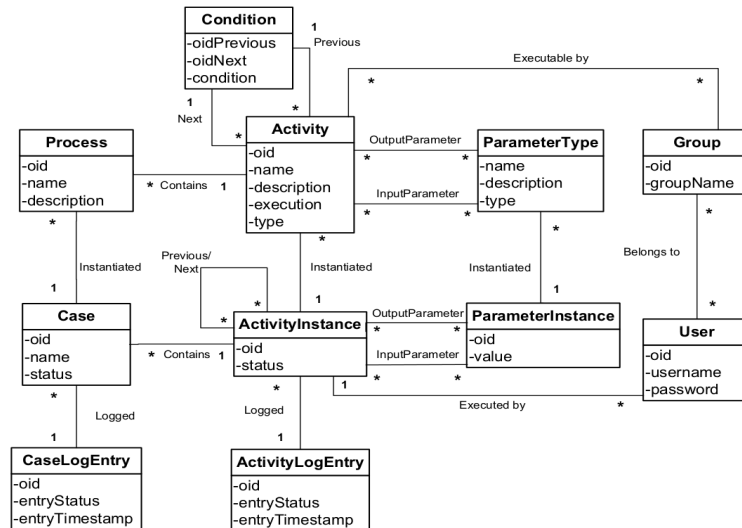 Condition
-oidPrevious
-oidNext
-condition
1
Previous
1
Next
*
*
Executable by
*
*
Process
-oid
-name
-description
Activity
-oid
-name
-description
-execution
-type
OutputParameter
*
*
InputParameter
*
*
ParameterType
-name
-description
-type
Group
-oid
-groupName
* Contains 1
*
Instantiated
1
Previous/
Next
*
*
*
Instantiated
1
*
Instantiated
1
*
Belongs to
*
Case
-oid
-name
-status
* Contains 1
ActivityInstance
-oid
-status
OutputParameter
*
*
InputParameter
*
*
ParameterInstance
-oid
-value
User
-oid
-username
-password
1
Executed by
*
*
Logged
1
*
Logged
1
CaseLogEntry
-oid
-entryStatus
-entryTimestamp
ActivityLogEntry
-oid
-entryStatus
-entryTimestamp